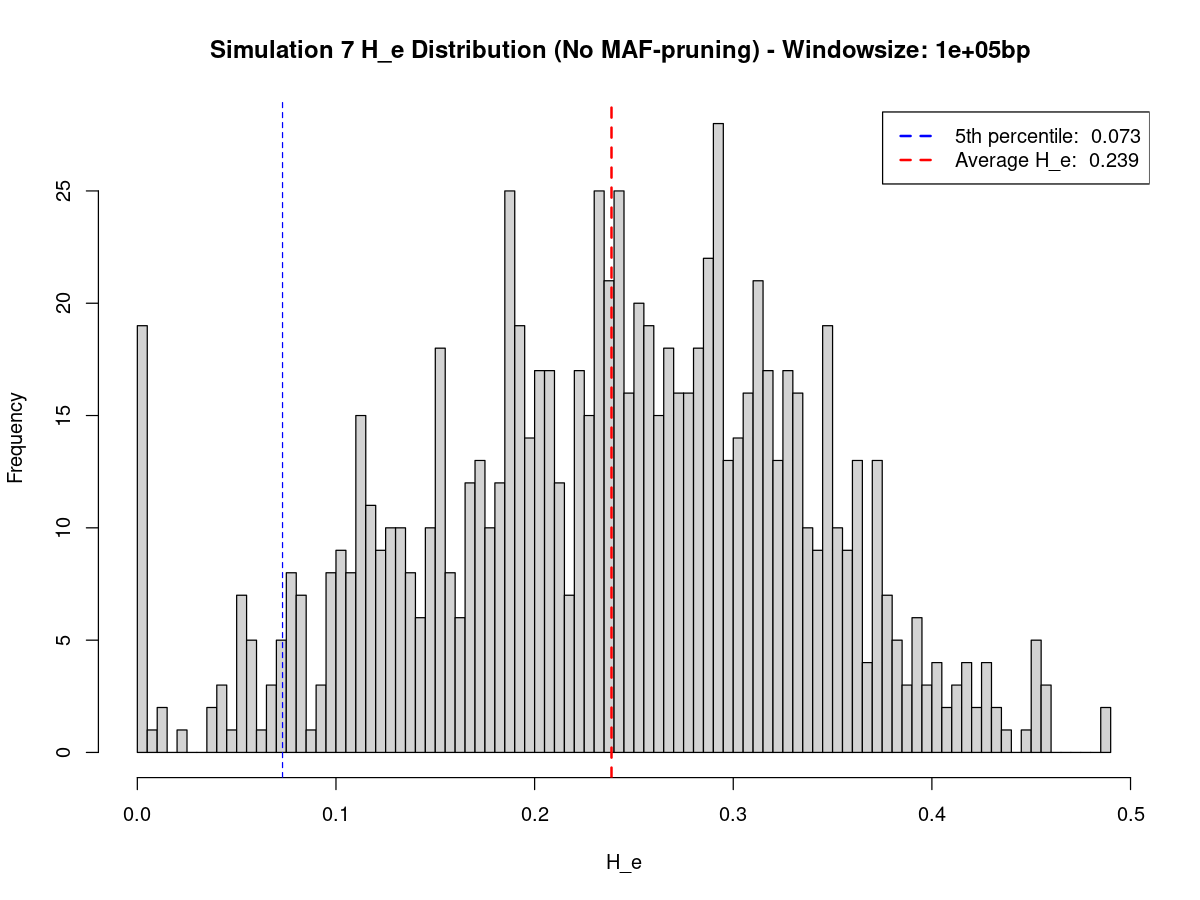 Simulation 7 H_e Distribution (No MAF-pruning) - Windowsize: 1e+05bp
5th percentile: 0.073
Average H_e: 0.239
Frequency
25
20
15
10
5
0
0.0 0.1 0.2 0.3 0.4 0.5
H_e